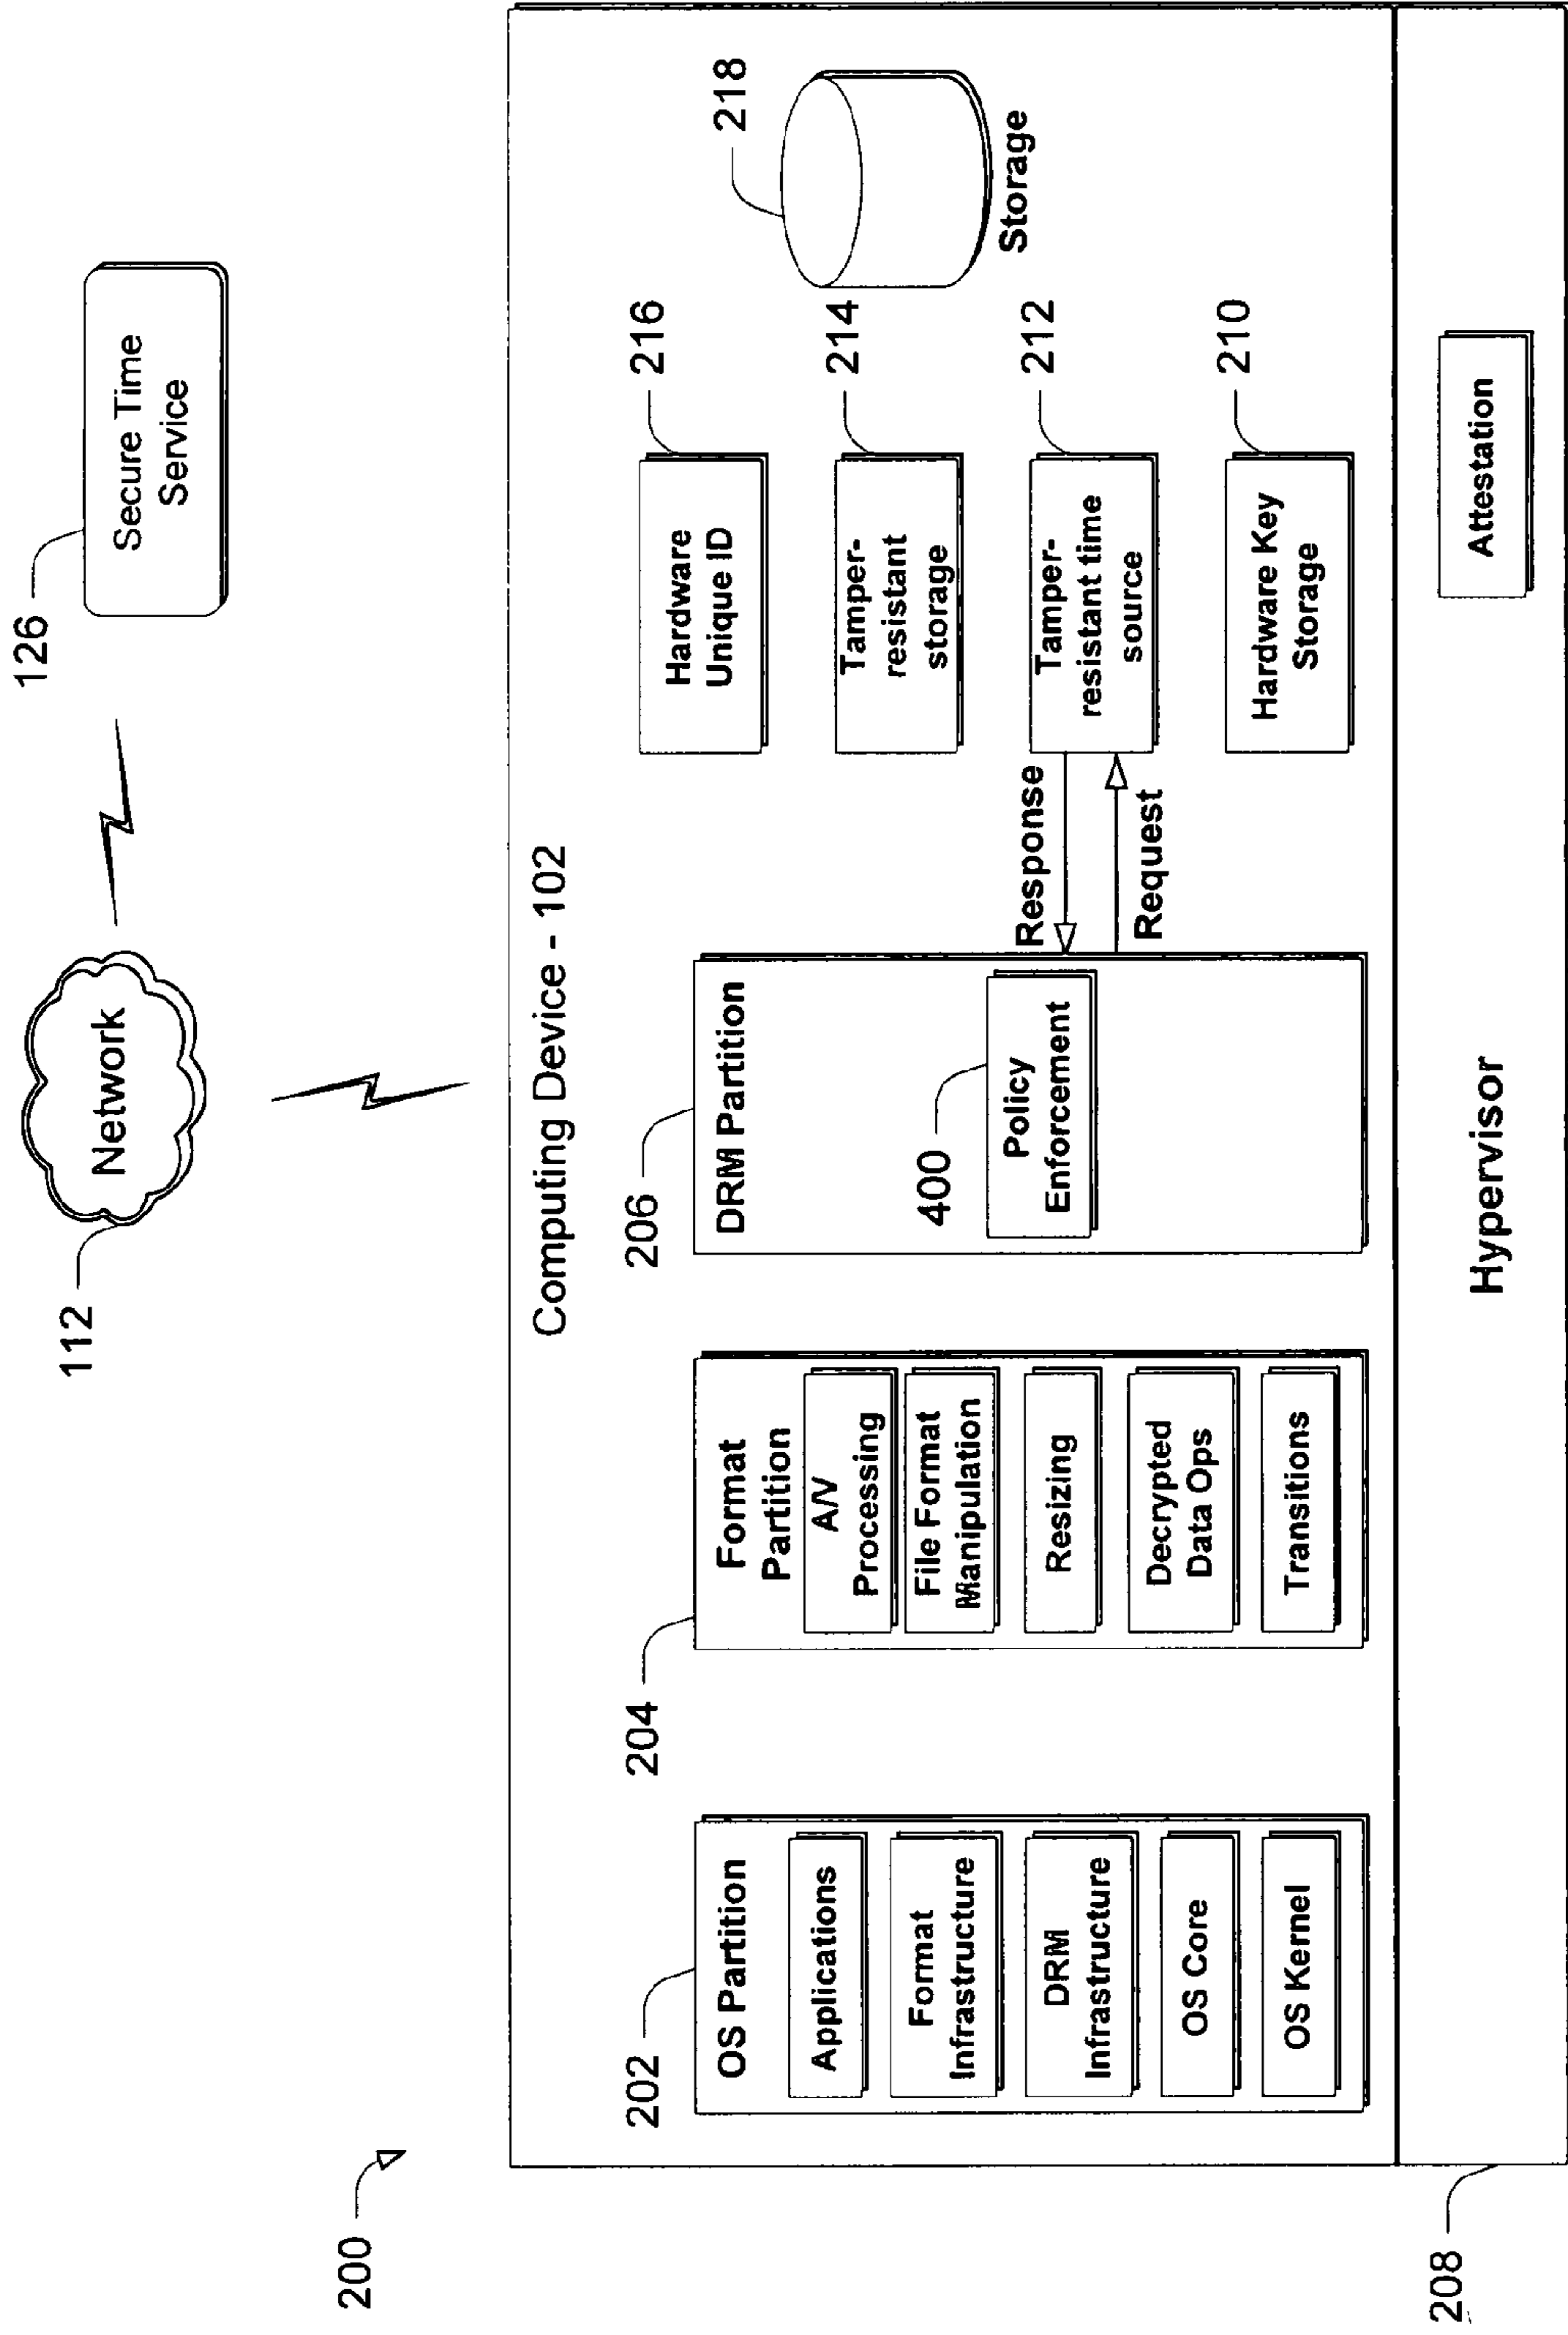 200
112
Network
126
Secure Time
Service
Computing Device - 102
202
OS Partition
Applications
Format
Infrastructure
DRM
Infrastructure
OS Core
OS Kernel
204
Format
Partition
A/V
Processing
File Format
Manipulation
Resizing
Decrypted
Data Ops
Transitions
206
DRM Partition
400
Policy
Enforcement
Response
Request
216
Hardware
Unique ID
214
Tamper-
resistant
storage
212
Tamper-
resistant time
source
210
Hardware Key
Storage
218
Storage
208
Hypervisor
Attestation